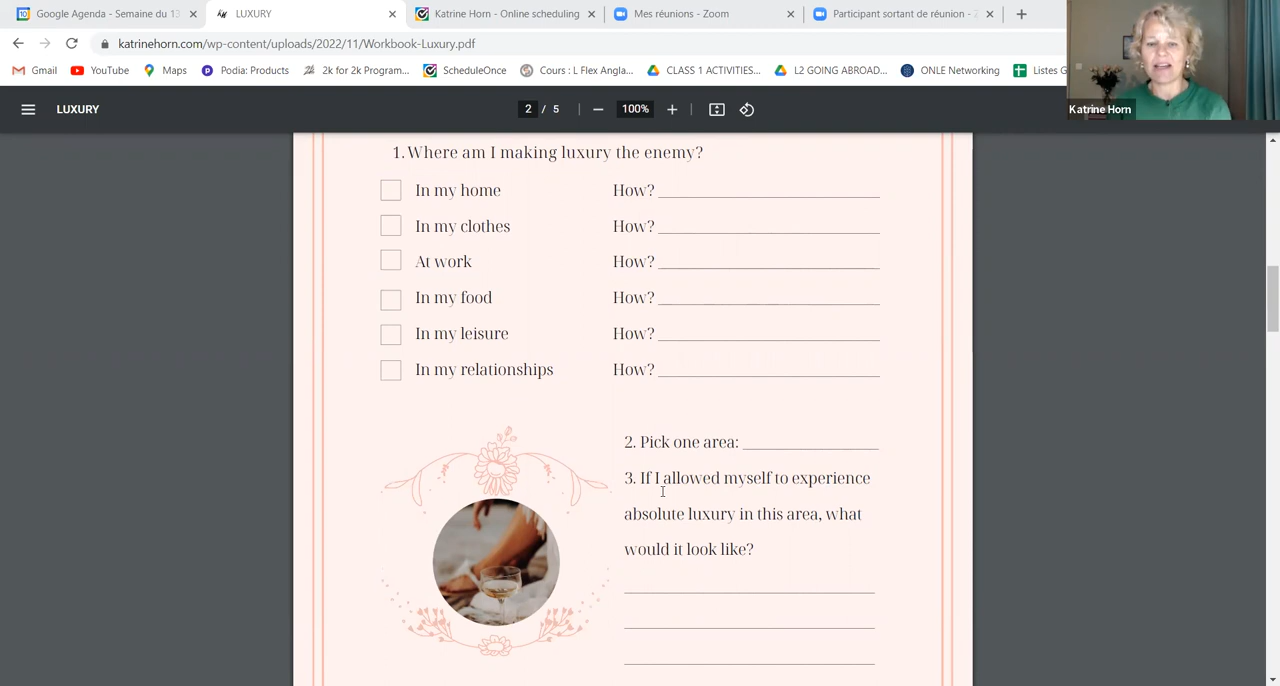 Google Agenda - Semaine du 13
LUXURY
Katrine Horn - Online scheduling
Mes réunions - Zoom
Participant sortant de réunion -
katrinehorn.com/wp-content/uploads/2022/11/Workbook-Luxury.pdf
Gmail
YouTube
Maps
Podia: Products
2k for 2k Program...
ScheduleOnce
Cours : L Flex Angla...
CLASS 1 ACTIVITIES...
L2 GOING ABROAD...
ONLE Networking
Listes
Katrine Horn
LUXURY
2 / 5
100%
1. Where am I making luxury the enemy?
In my home How?
In my clothes How?
At work How?
In my food How?
In my leisure How?
In my relationships How?
2. Pick one area:
3. If I allowed myself to experience
absolute luxury in this area, what
would it look like?